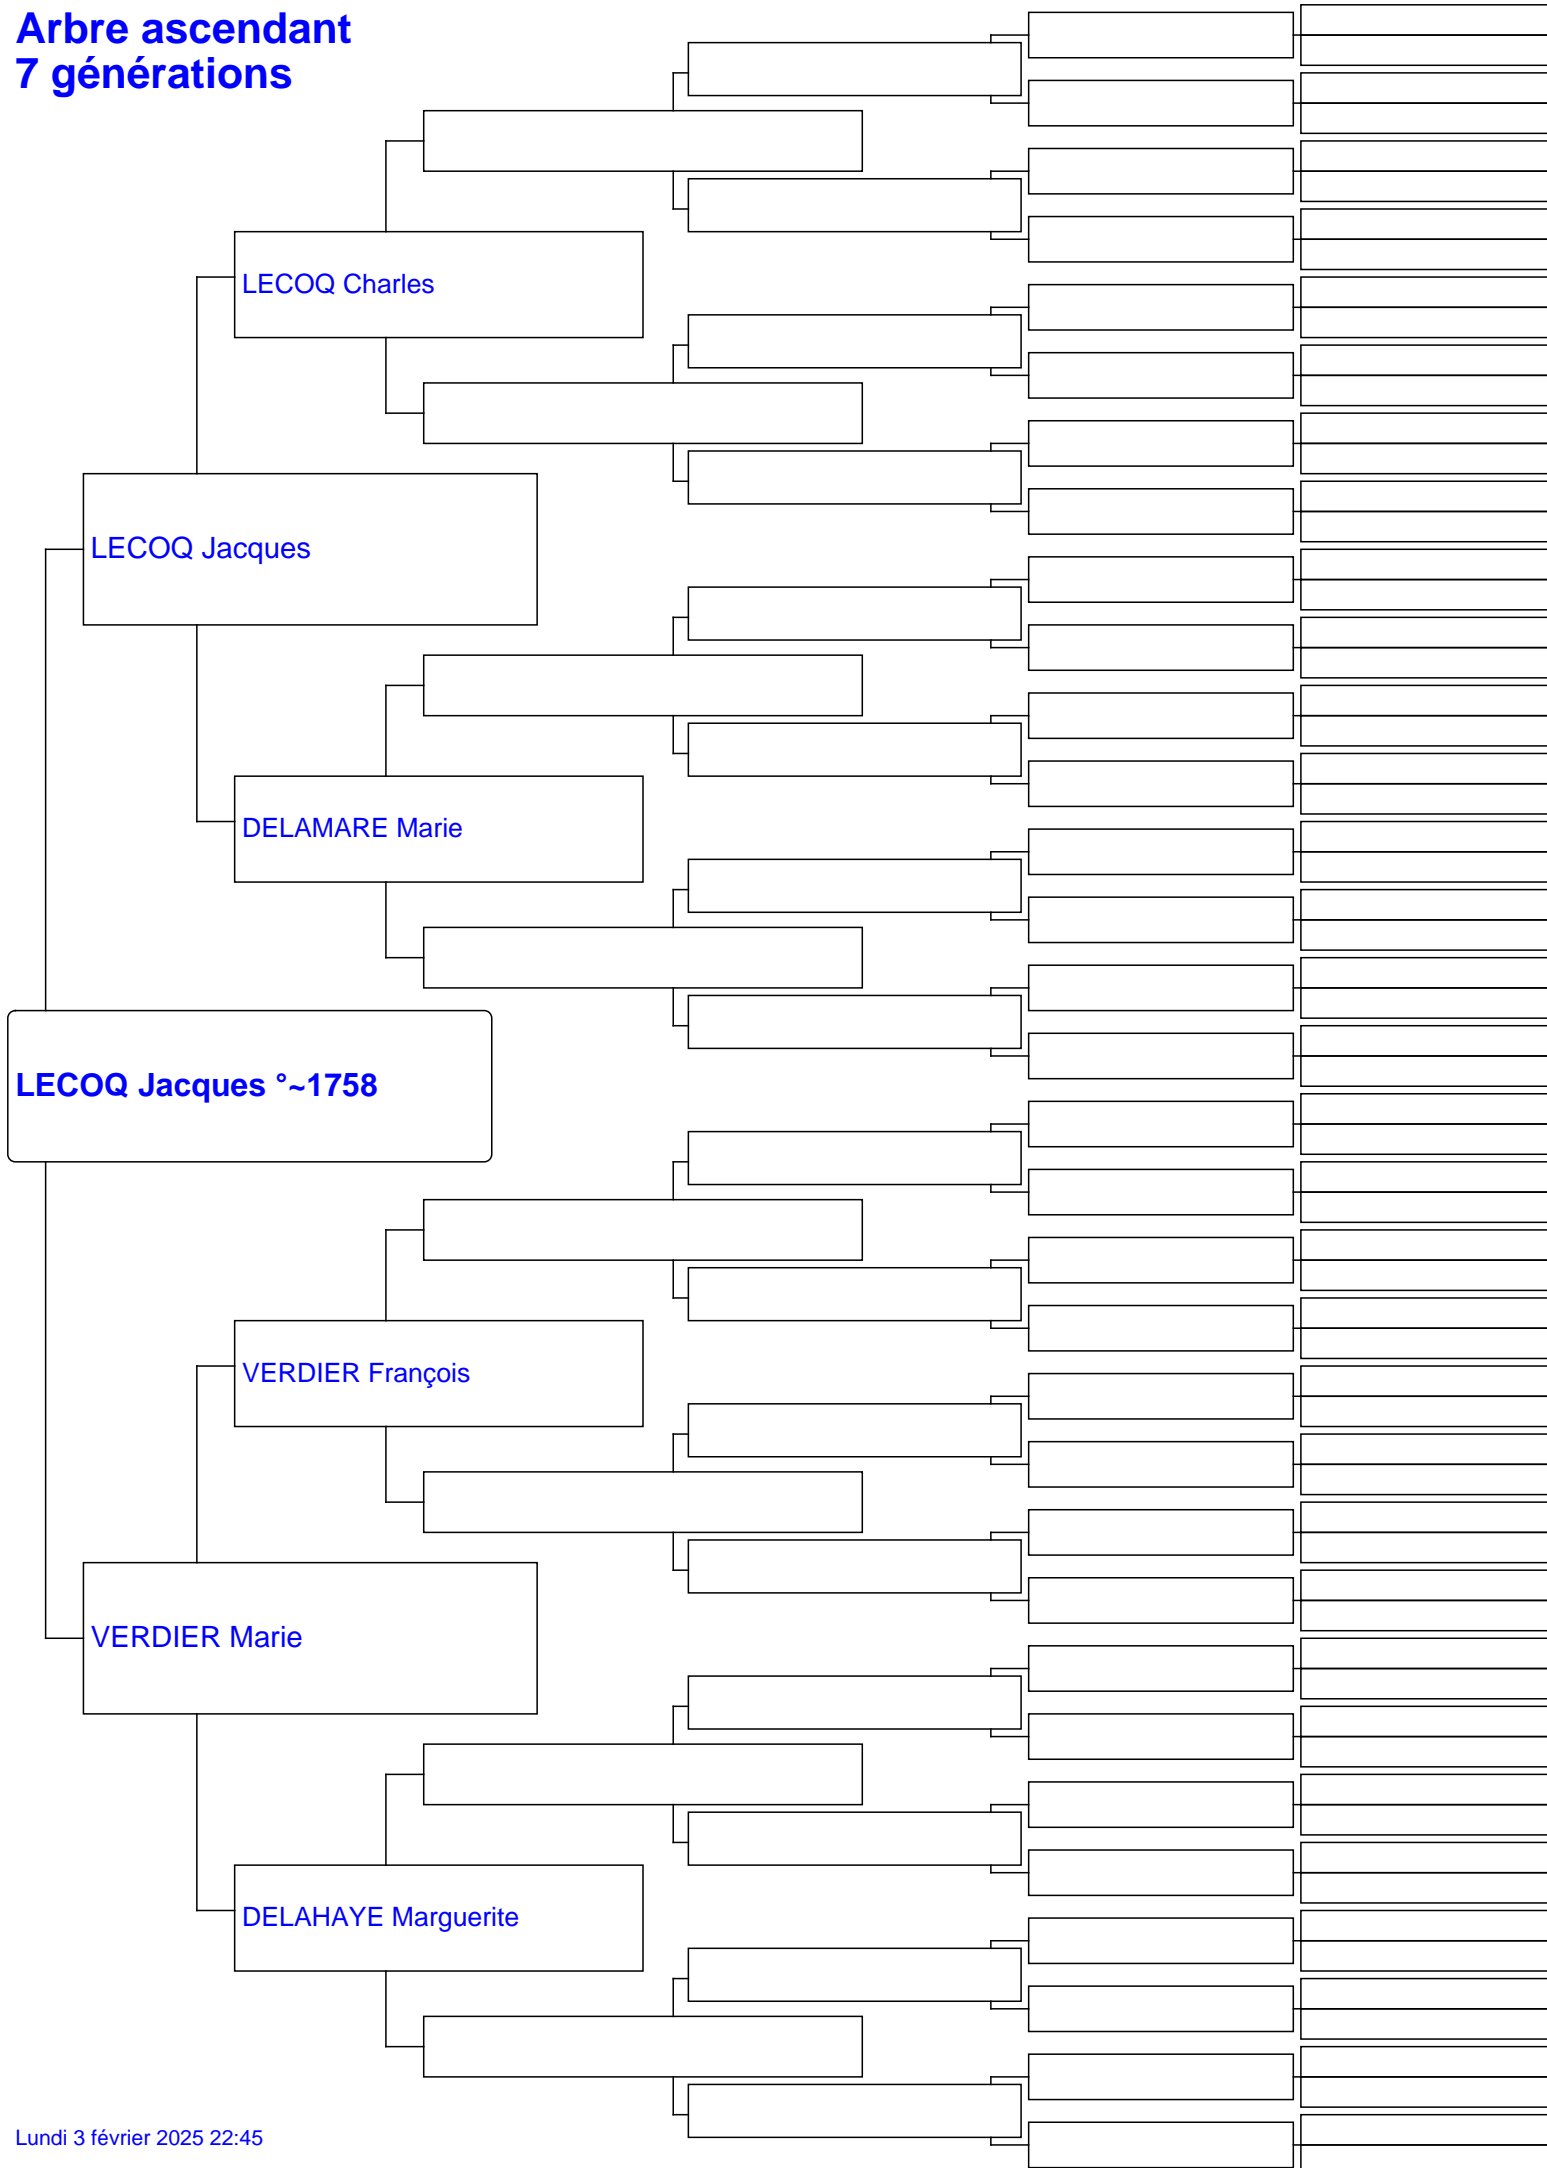 Arbre ascendant
7 générations
LECOQ Charles
LECOQ Jacques
DELAMARE Marie
LECOQ Jacques °~1758
VERDIER François
VERDIER Marie
DELAHAYE Marguerite
Lundi 3 février 2025 22:45